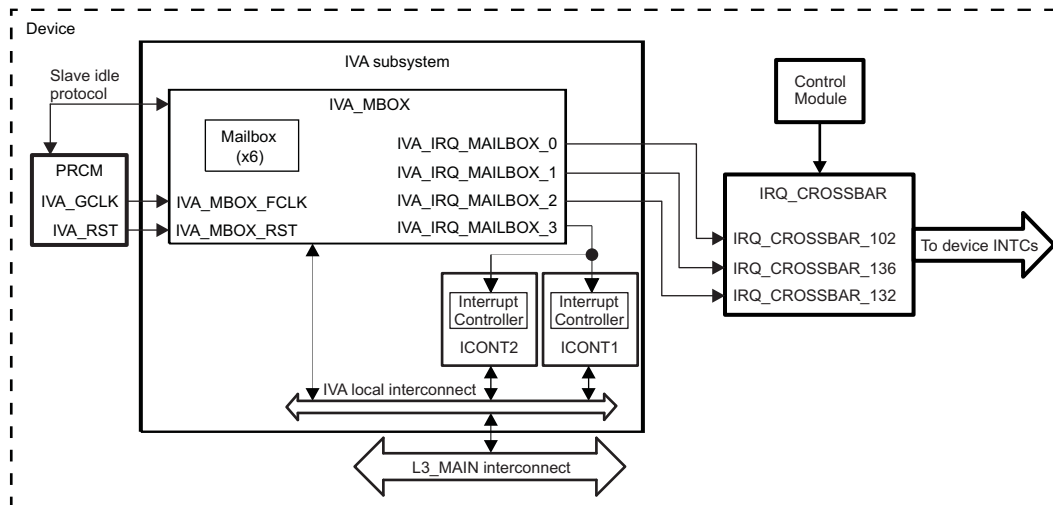 Device
IVA subsystem
Slave idle
protocol
IVA_MBOX
Mailbox
(x6)
IVA_IRQ_MAILBOX_0
IVA_IRQ_MAILBOX_1
IVA_IRQ_MAILBOX_2
IVA_IRQ_MAILBOX_3
PRCM
IVA_GCLK
IVA_RST
IVA_MBOX_FCLK
IVA_MBOX_RST
Control
Module
IRQ_CROSSBAR
IRQ_CROSSBAR_102
IRQ_CROSSBAR_136
IRQ_CROSSBAR_132
To device INTCs
Interrupt
Controller
ICONT2
Interrupt
Controller
ICONT1
IVA local interconnect
L3_MAIN interconnect